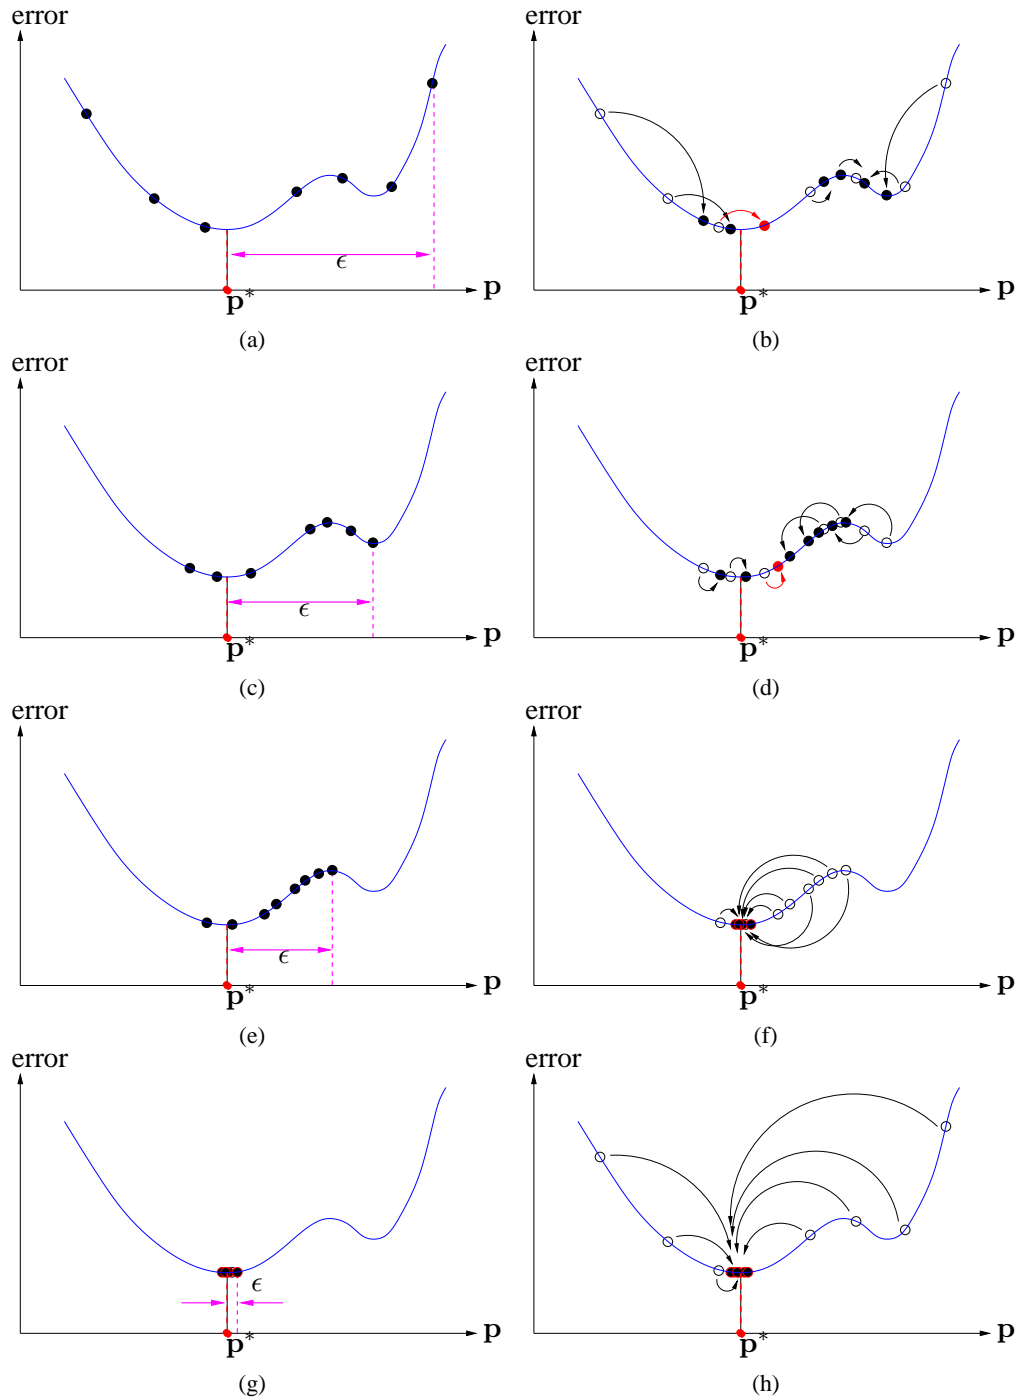 error error
ϵ
p* p p* p
(a) (b)
error error
ϵ
p* p p* p
(c) (d)
error error
ϵ
p* p p* p
(e) (f)
error error
ϵ
p* p p* p
(g) (h)